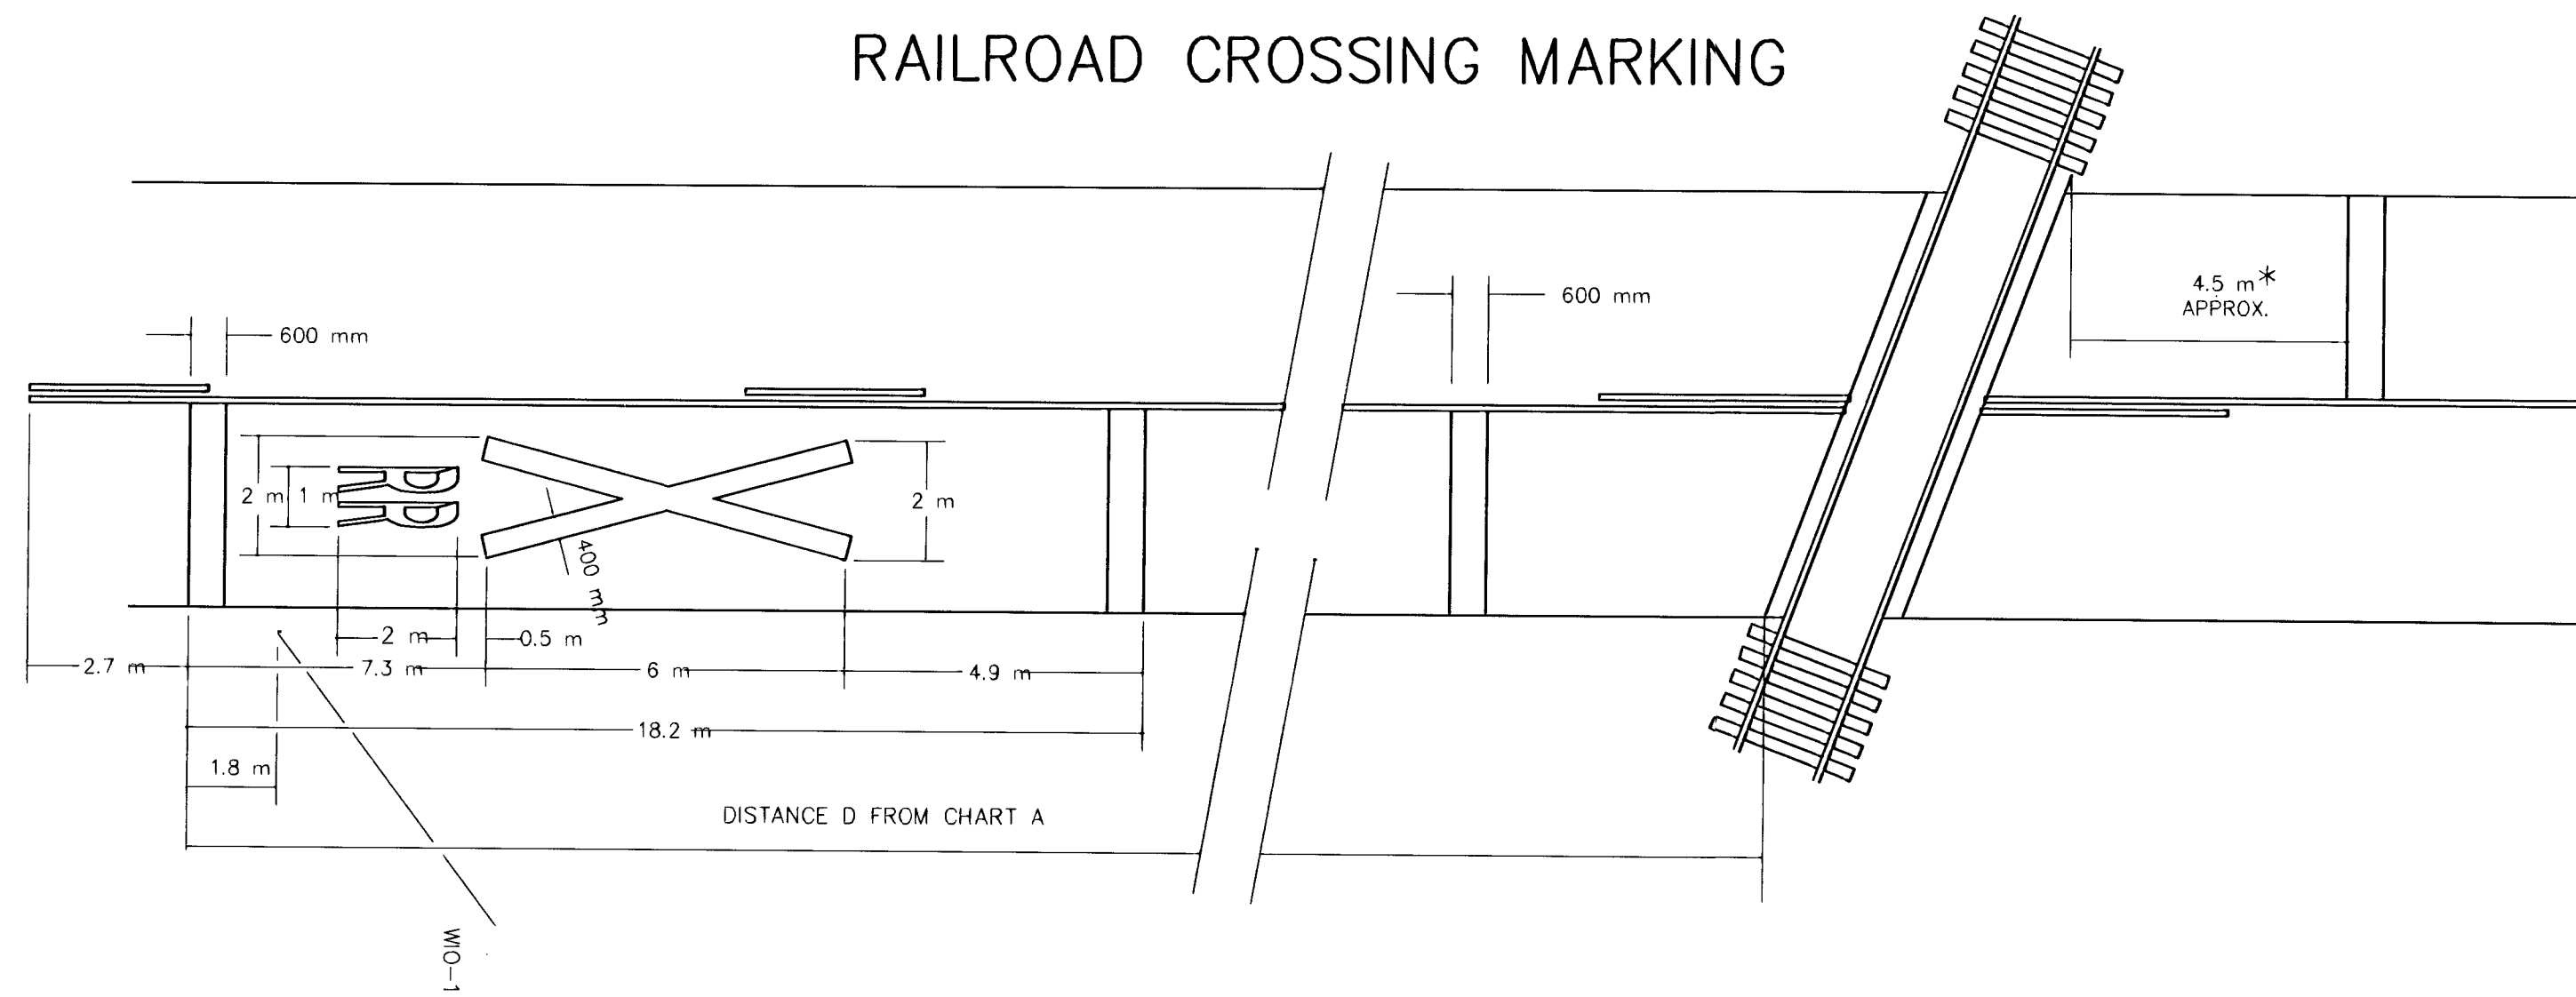 RAILROAD CROSSING MARKING
4.5 m*
APPROX.
600 mm
600 mm
2 m
1 m
RR
2 m
400 mm
2 m
0.5 m
2.7 m
7.3 m
6 m
4.9 m
18.2 m
1.8 m
DISTANCE D FROM CHART A
W10-1